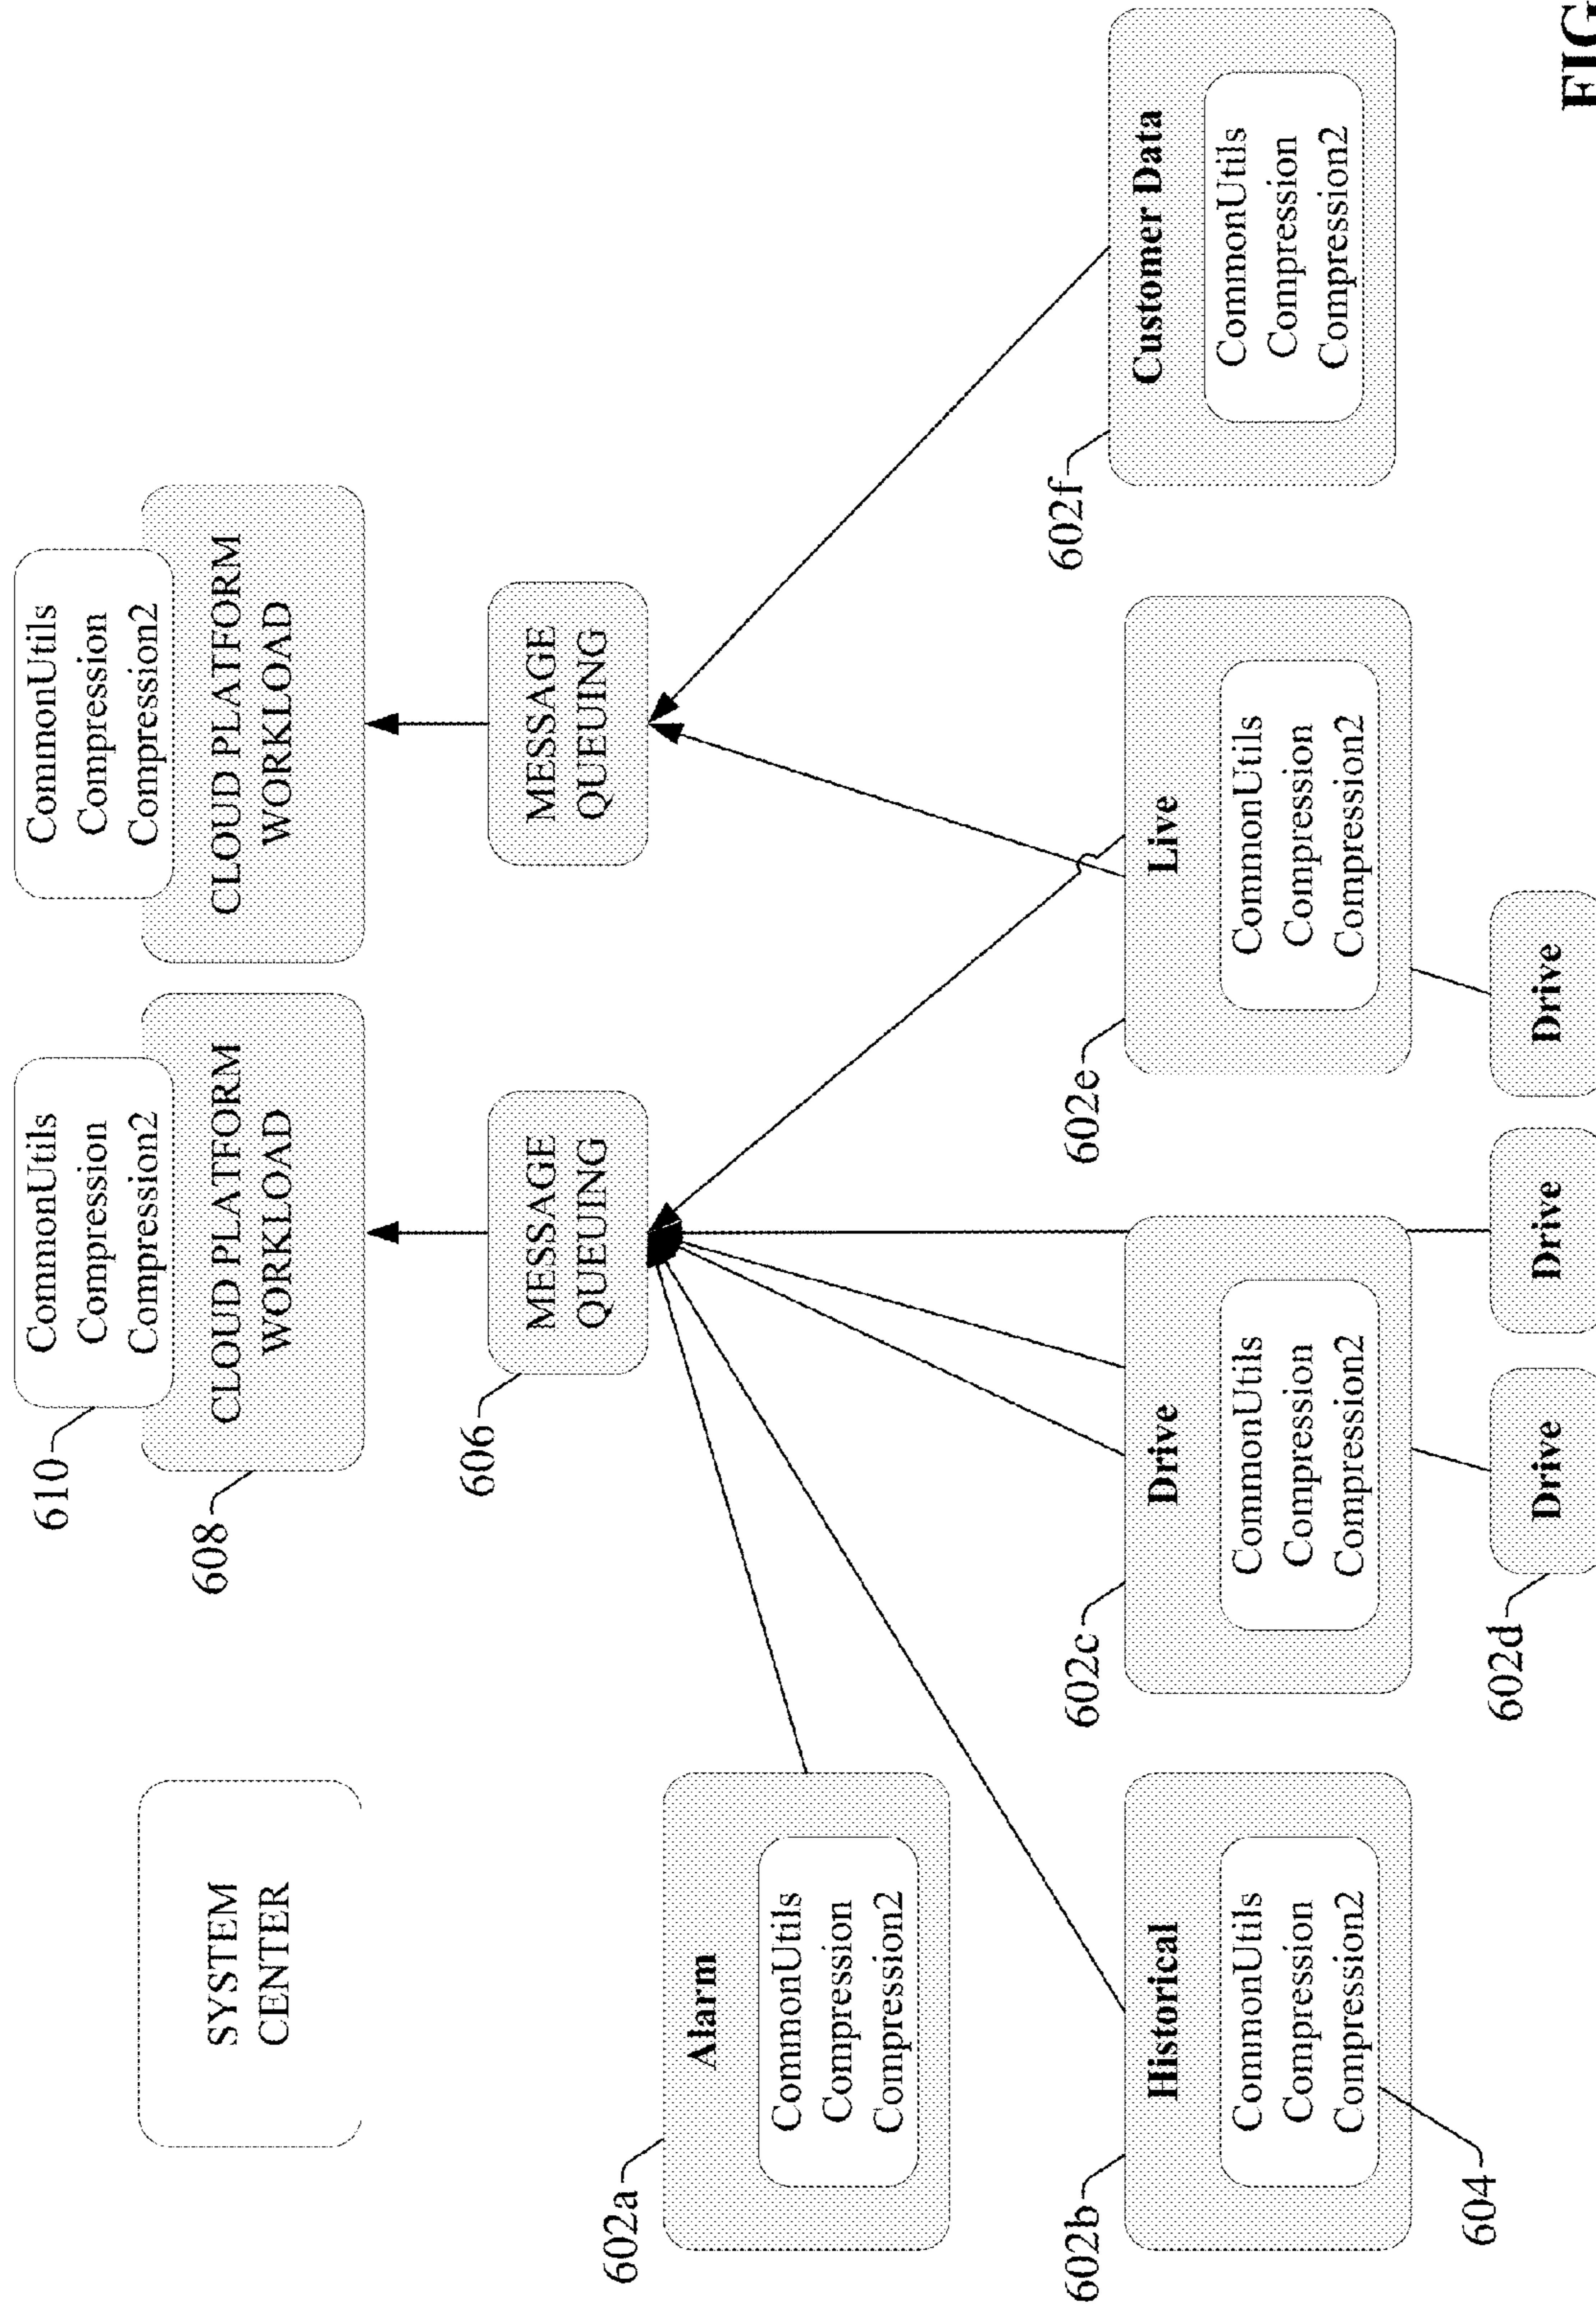 610
CommonUtils
Compression
Compression2
CommonUtils
Compression
Compression2
SYSTEM
CENTER
608
CLOUD PLATFORM
WORKLOAD
CLOUD PLATFORM
WORKLOAD
606
MESSAGE
QUEUING
MESSAGE
QUEUING
602a
Alarm
CommonUtils
Compression
Compression2
602b
Historical
CommonUtils
Compression
Compression2
604
602c
Drive
CommonUtils
Compression
Compression2
602e
Live
CommonUtils
Compression
Compression2
602f
Customer Data
CommonUtils
Compression
Compression2
602d
Drive
Drive
Drive
FIG